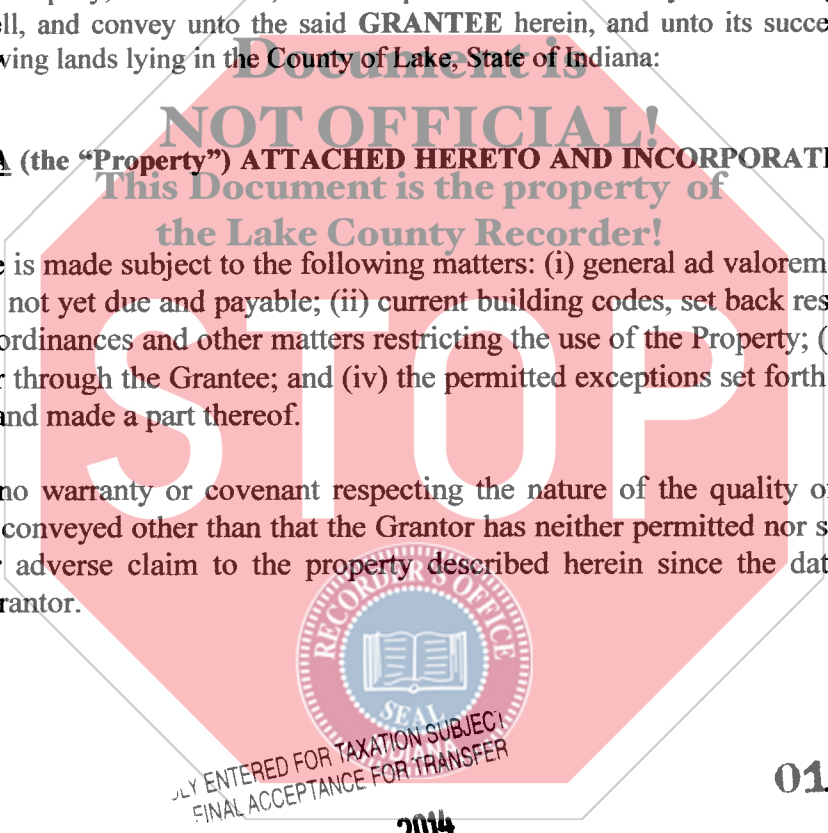 ell, and convey unto the said GRANTEE herein, and unto its succe
wing lands lying in the County of Lake, State of Indiana:
Document is
NOT OFFICIAL!
A (the “Property”) ATTACHED HERETO AND INCORPORATE
This Document is the property of
the Lake County Recorder!
e is made subject to the following matters: (i) general ad valorem
not yet due and payable; (ii) current building codes, set back res
ordinances and other matters restricting the use of the Property; (
r through the Grantee; and (iv) the permitted exceptions set forth
and made a part thereof.
STOP
no warranty or covenant respecting the nature of the quality o
conveyed other than that the Grantor has neither permitted nor s
r adverse claim to the property described herein since the dat
rantor.
RECORDER'S OFFICE
SEAL
INDIANA
LY ENTERED FOR TAXATION SUBJECT
FINAL ACCEPTANCE FOR TRANSFER
01
2014